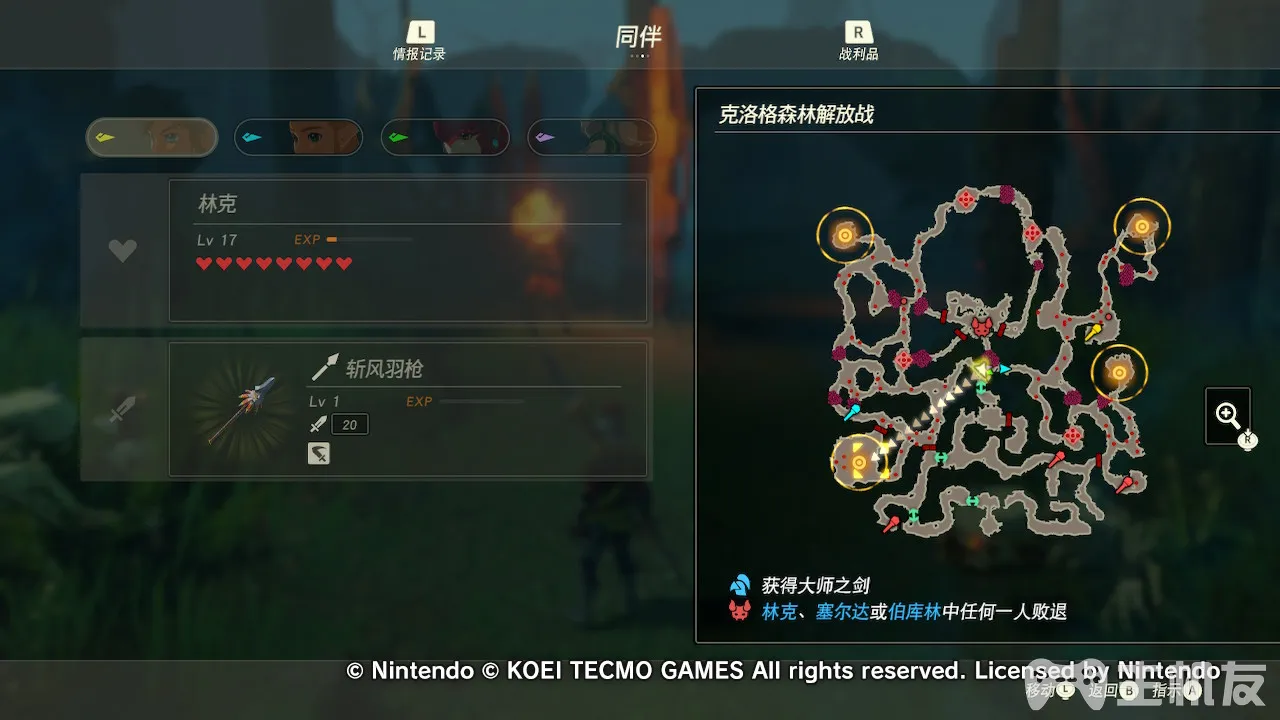 L
情报记录
同伴
R
战利品
克洛格森林解放战
林克
Lv 17
EXP
斩风羽枪
Lv 1
EXP
20
R
获得大师之剑
林克、塞尔达或伯库林中任何一人败退
© Nintendo © KOEI TECMO GAMES All rights reserved. Licensed by Nintendo
移动 L 返回 B 指示 A
主机友